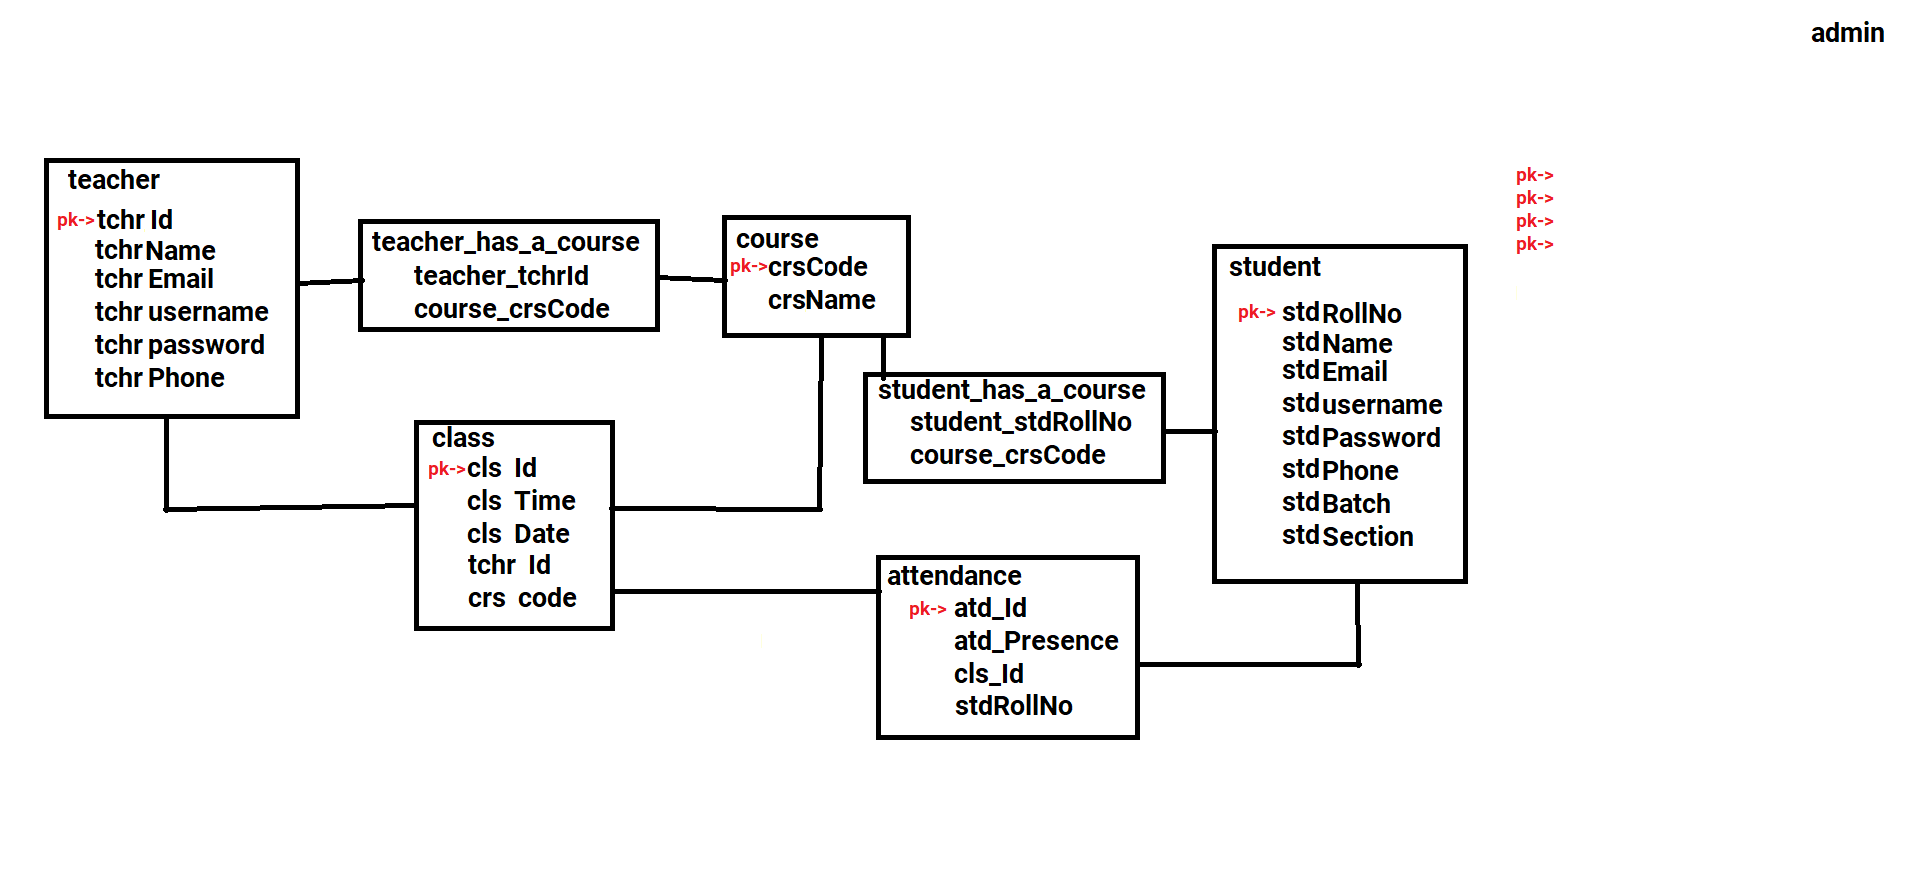 admin
teacher
pk->tchr Id
tchr Name
tchr Email
tchr username
tchr password
tchr Phone
teacher_has_a_course
teacher_tchrId
course_crsCode
course
pk->crsCode
crsName
student_has_a_course
student_stdRollNo
course_crsCode
student
pk-> std RollNo
std Name
std Email
std username
std Password
std Phone
std Batch
std Section
pk->
pk->
pk->
pk->
class
pk->cls Id
cls Time
cls Date
tchr Id
crs code
attendance
pk-> atd_Id
atd_Presence
cls_Id
stdRollNo